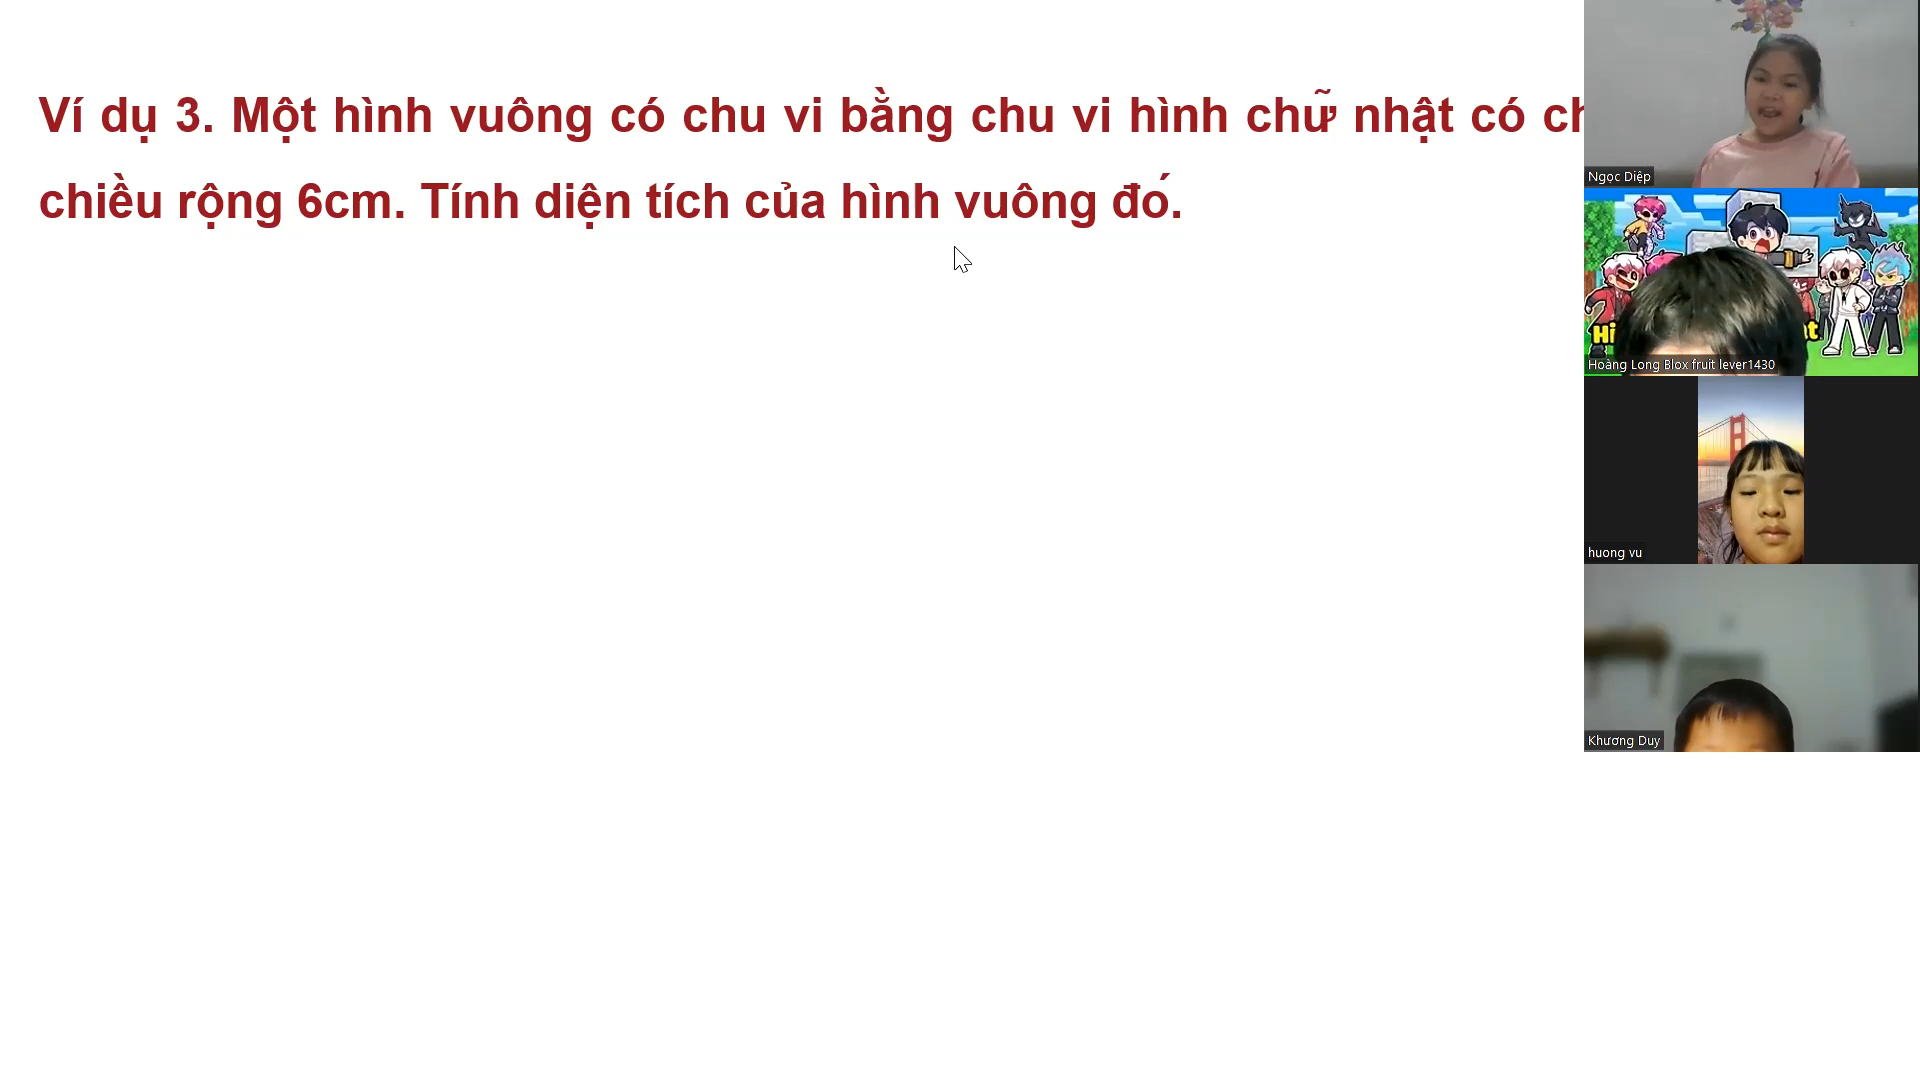 Ví dụ 3. Một hình vuông có chu vi bằng chu vi hình chữ nhật có
chiều rộng 6cm. Tính diện tích của hình vuông đó.
Ngọc Diệp
Hi
Hoàng Long Blox fruit lever1430
huong vu
Khương Duy